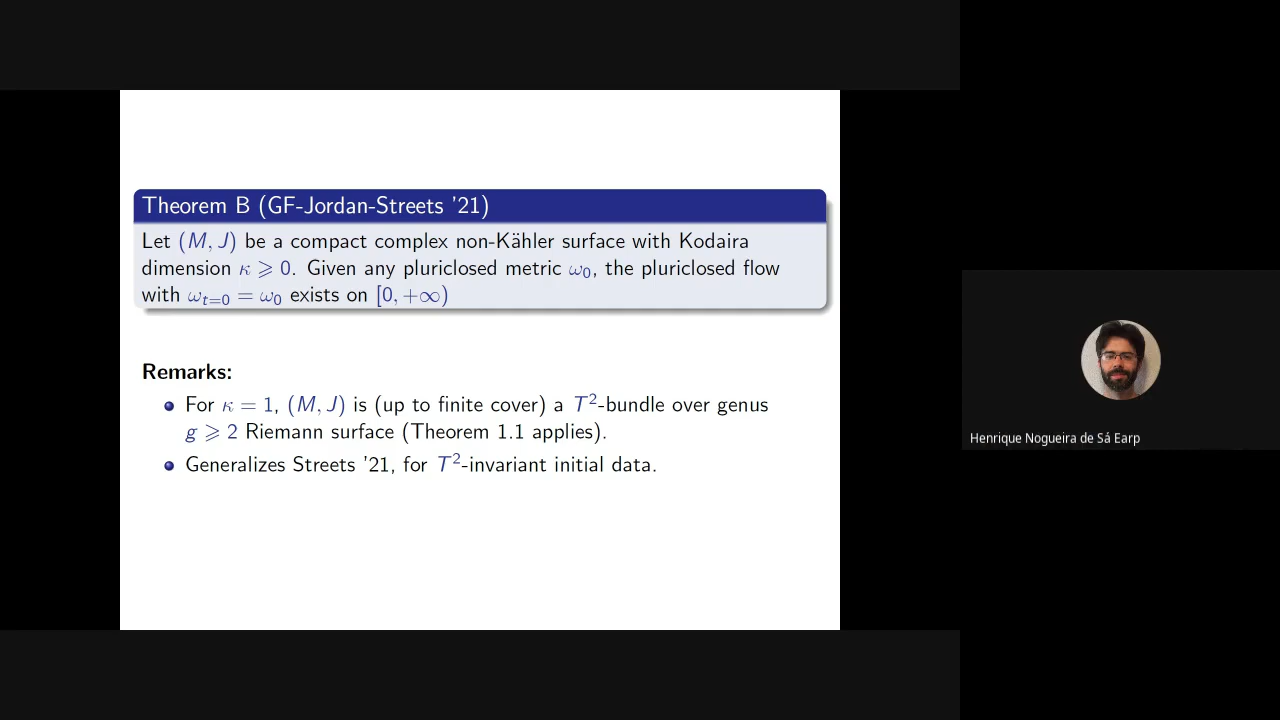 Theorem B (GF-Jordan-Streets '21)
Let (M, J) be a compact complex non-Kähler surface with Kodaira
dimension κ ⩾ 0. Given any pluriclosed metric ω₀, the pluriclosed flow
with ωₜ₌₀ = ω₀ exists on [0, +∞)
Remarks:
For κ = 1, (M, J) is (up to finite cover) a T²-bundle over genus
g ⩾ 2 Riemann surface (Theorem 1.1 applies).
Generalizes Streets '21, for T²-invariant initial data.
Henrique Nogueira de Sá Earp